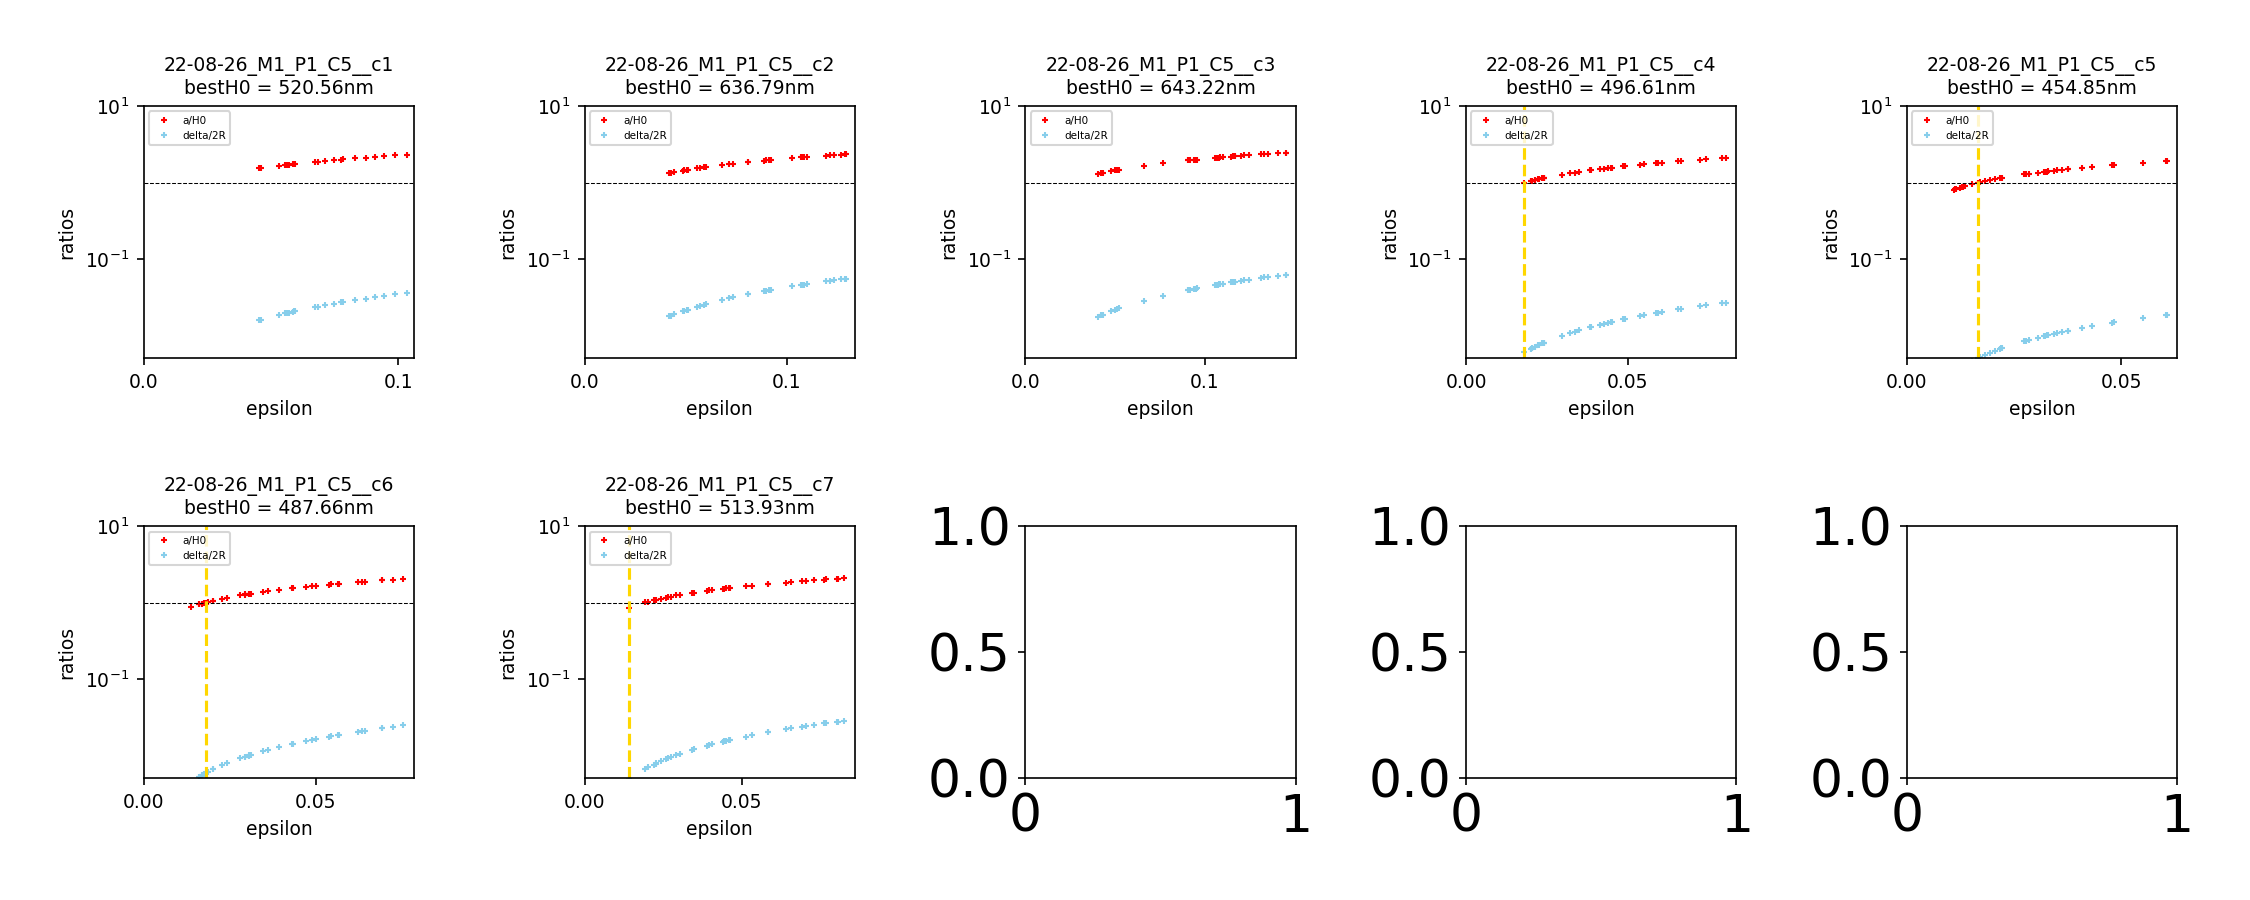 22-08-26_M1_P1_C5__c1
bestH0 = 520.56nm
10^1
10^-1
ratios
a/H0
delta/2R
0.0
0.1
epsilon
22-08-26_M1_P1_C5__c2
bestH0 = 636.79nm
10^1
10^-1
ratios
a/H0
delta/2R
0.0
0.1
epsilon
22-08-26_M1_P1_C5__c3
bestH0 = 643.22nm
10^1
10^-1
ratios
a/H0
delta/2R
0.0
0.1
epsilon
22-08-26_M1_P1_C5__c4
bestH0 = 496.61nm
10^1
10^-1
ratios
a/H0
delta/2R
0.00
0.05
epsilon
22-08-26_M1_P1_C5__c5
bestH0 = 454.85nm
10^1
10^-1
ratios
a/H0
delta/2R
0.00
0.05
epsilon
22-08-26_M1_P1_C5__c6
bestH0 = 487.66nm
10^1
10^-1
ratios
a/H0
delta/2R
0.00
0.05
epsilon
22-08-26_M1_P1_C5__c7
bestH0 = 513.93nm
10^1
10^-1
ratios
a/H0
delta/2R
0.00
0.05
epsilon
1.0
0.5
0.0
0
1
1.0
0.5
0.0
0
1
1.0
0.5
0.0
0
1